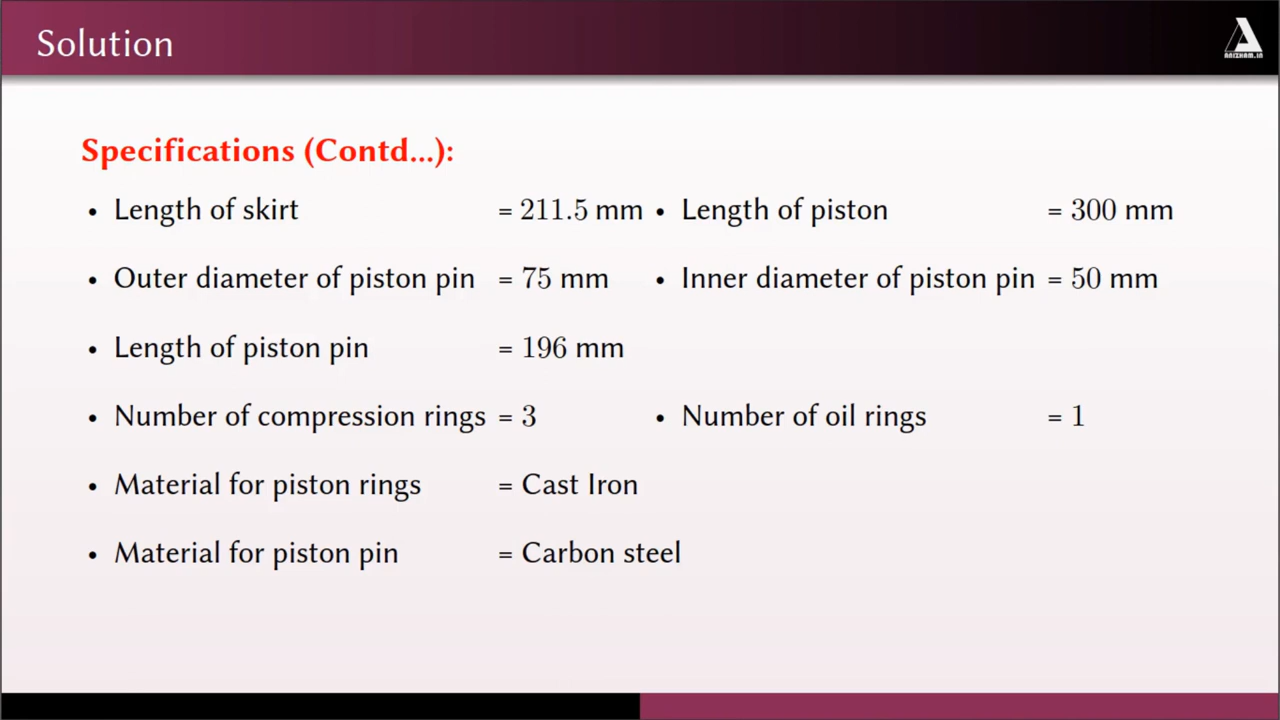 Solution
ARIZHAM.IN
Specifications (Contd...):
• Length of skirt = 211.5 mm • Length of piston = 300 mm
• Outer diameter of piston pin = 75 mm • Inner diameter of piston pin = 50 mm
• Length of piston pin = 196 mm
• Number of compression rings = 3 • Number of oil rings = 1
• Material for piston rings = Cast Iron
• Material for piston pin = Carbon steel